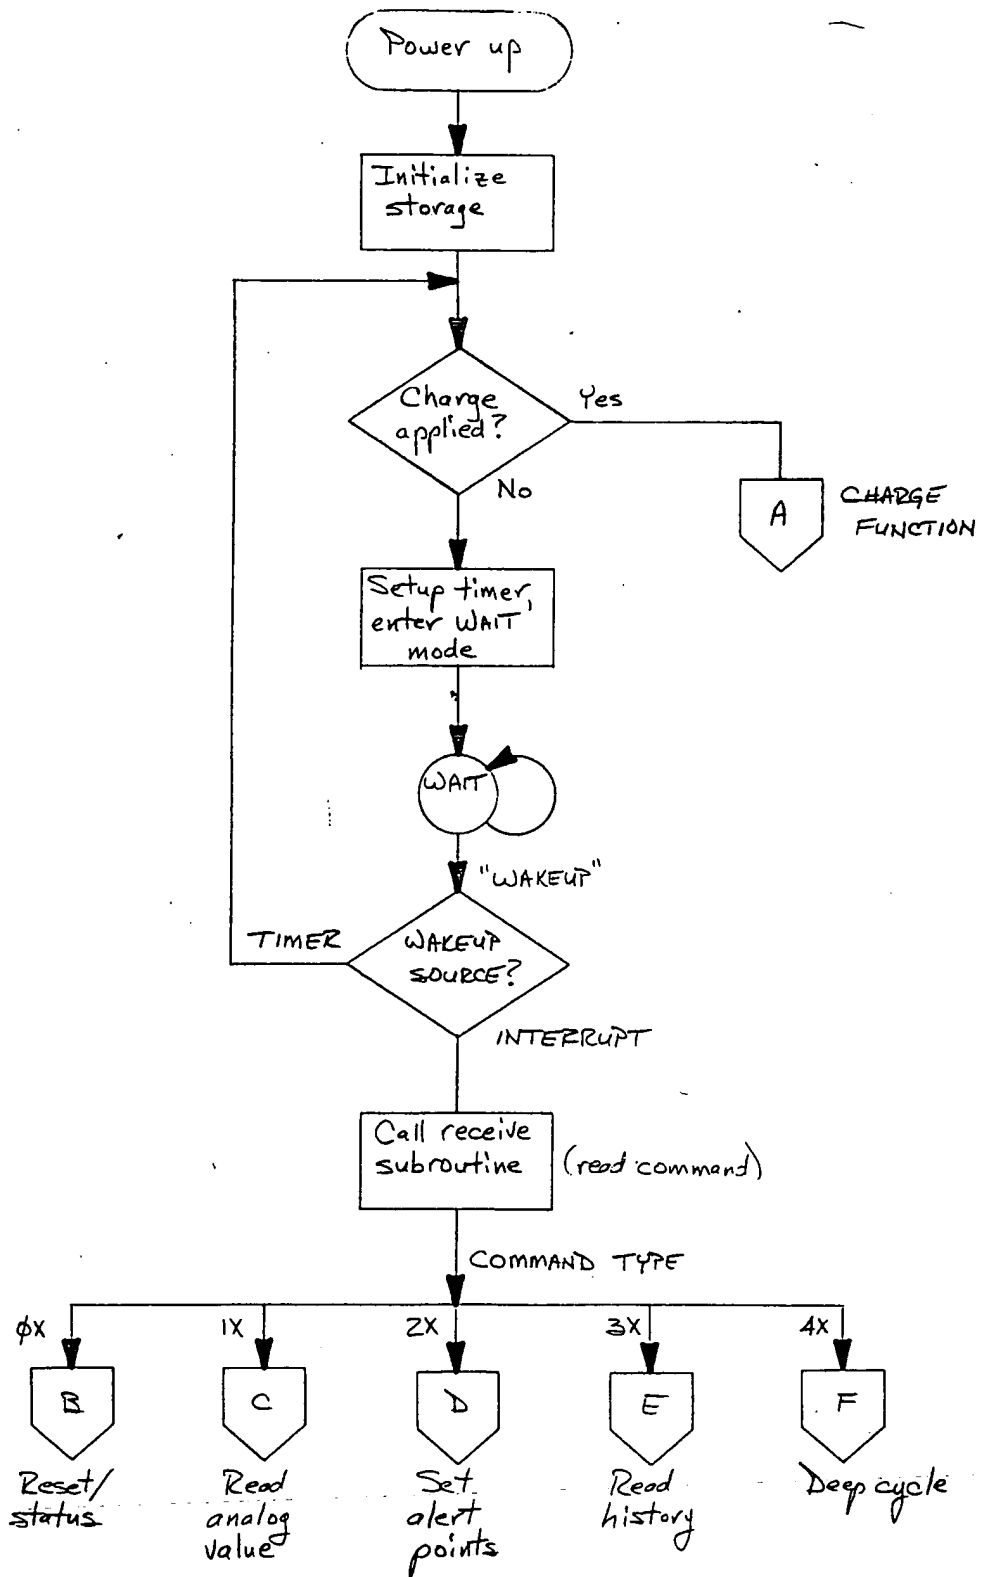 Power up
Initialize
storage
Charge
applied?
Yes
No
A
CHARGE
FUNCTION
Setup timer,
enter WAIT
mode
WAIT
"WAKEUP"
TIMER
WAKEUP
SOURCE?
INTERRUPT
Call receive
subroutine
(read command)
COMMAND TYPE
0X
1X
2X
3X
4X
B
C
D
E
F
Reset/
status
Read
analog
value
Set
alert
points
Read
history
Deep cycle